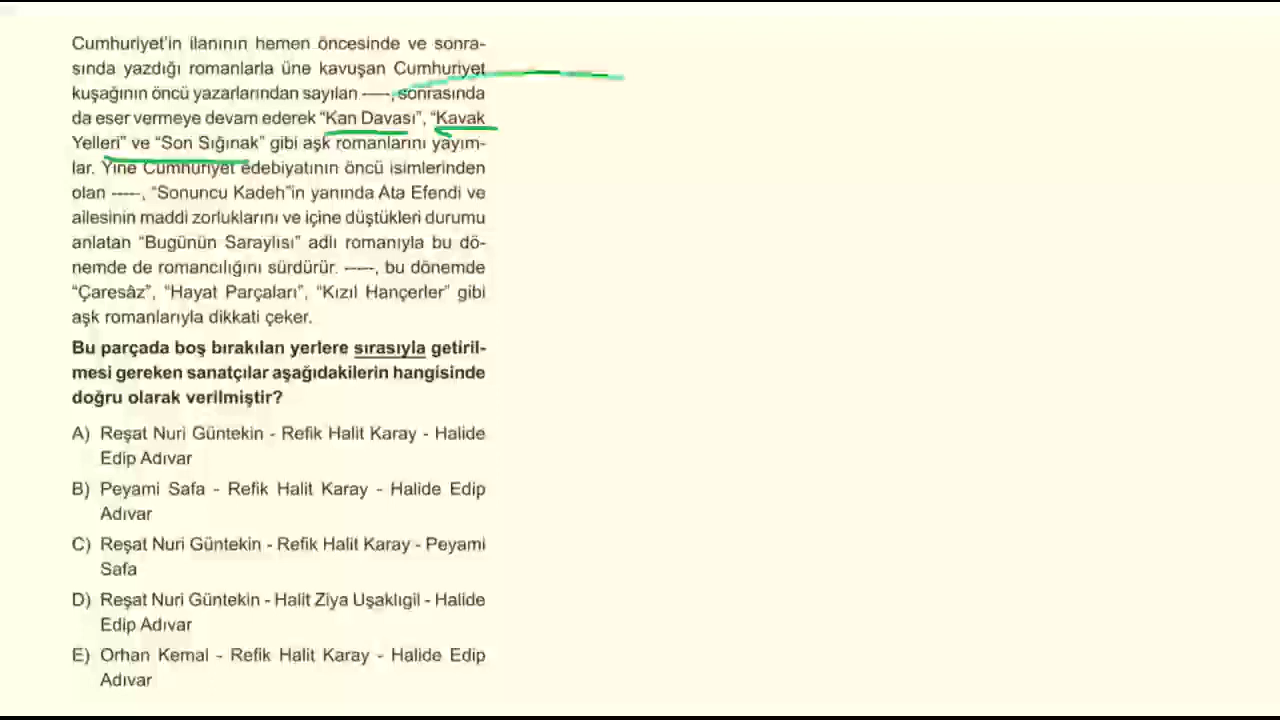 Cumhuriyet'in ilanının hemen öncesinde ve sonra-
sında yazdığı romanlarla üne kavuşan Cumhuriyet
kuşağının öncü yazarlarından sayılan ----, sonrasında
da eser vermeye devam ederek "Kan Davası", "Kavak
Yelleri" ve "Son Sığınak" gibi aşk romanlarını yayım-
lar. Yine Cumhuriyet edebiyatının öncü isimlerinden
olan ----, "Sonuncu Kadeh"in yanında Ata Efendi ve
ailesinin maddi zorluklarını ve içine düştükleri durumu
anlatan "Bugünün Saraylısı" adlı romanıyla bu dö-
nemde de romancılığını sürdürür. ----, bu dönemde
"Çaresâz", "Hayat Parçaları", "Kızıl Hançerler" gibi
aşk romanlarıyla dikkati çeker.
Bu parçada boş bırakılan yerlere sırasıyla getiril-
mesi gereken sanatçılar aşağıdakilerin hangisinde
doğru olarak verilmiştir?
A) Reşat Nuri Güntekin - Refik Halit Karay - Halide
Edip Adıvar
B) Peyami Safa - Refik Halit Karay - Halide Edip
Adıvar
C) Reşat Nuri Güntekin - Refik Halit Karay - Peyami
Safa
D) Reşat Nuri Güntekin - Halit Ziya Uşaklıgil - Halide
Edip Adıvar
E) Orhan Kemal - Refik Halit Karay - Halide Edip
Adıvar